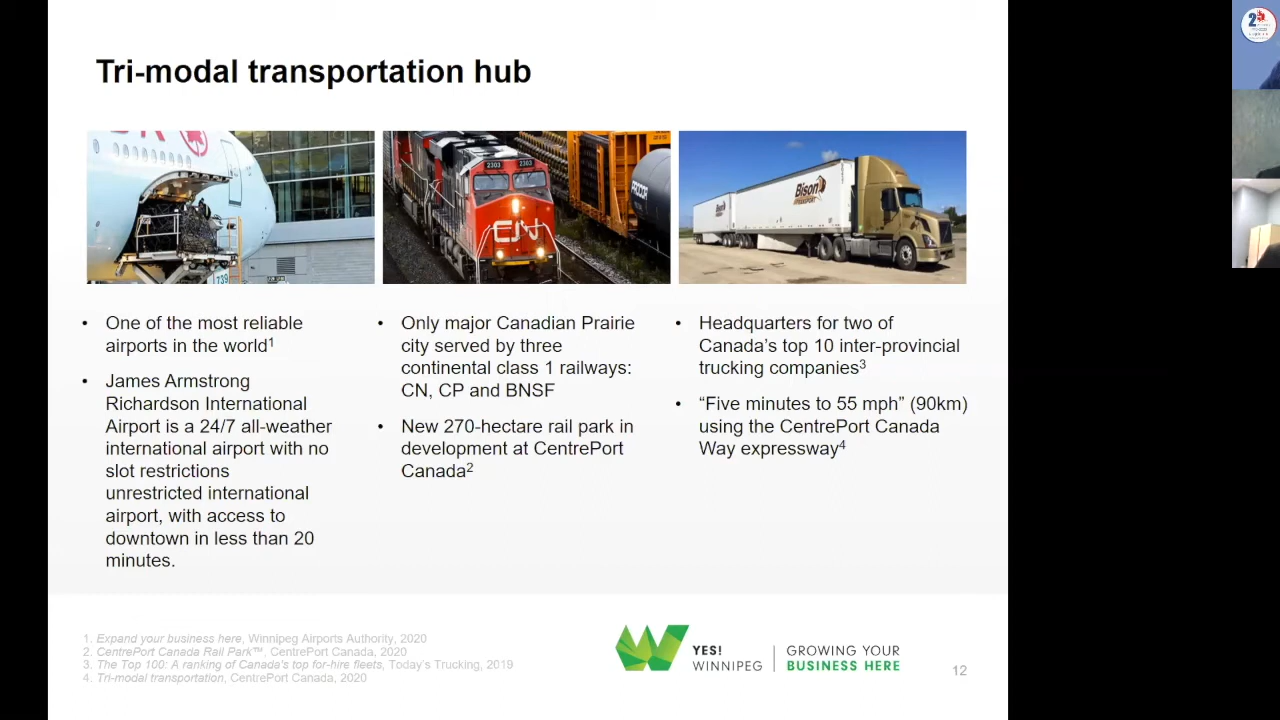 Tri-modal transportation hub
2303
2303
CN
PROCOR
Bison
TRANSPORT
Bison
739
• One of the most reliable
airports in the world1
• James Armstrong
Richardson International
Airport is a 24/7 all-weather
international airport with no
slot restrictions
unrestricted international
airport, with access to
downtown in less than 20
minutes.
• Only major Canadian Prairie
city served by three
continental class 1 railways:
CN, CP and BNSF
• New 270-hectare rail park in
development at CentrePort
Canada2
• Headquarters for two of
Canada's top 10 inter-provincial
trucking companies3
• “Five minutes to 55 mph” (90km)
using the CentrePort Canada
Way expressway4
1. Expand your business here, Winnipeg Airports Authority, 2020
2. CentrePort Canada Rail Park™, CentrePort Canada, 2020
3. The Top 100: A ranking of Canada's top for-hire fleets, Today's Trucking, 2019
4. Tri-modal transportation, CentrePort Canada, 2020
YES!
WINNIPEG
GROWING YOUR
BUSINESS HERE
12